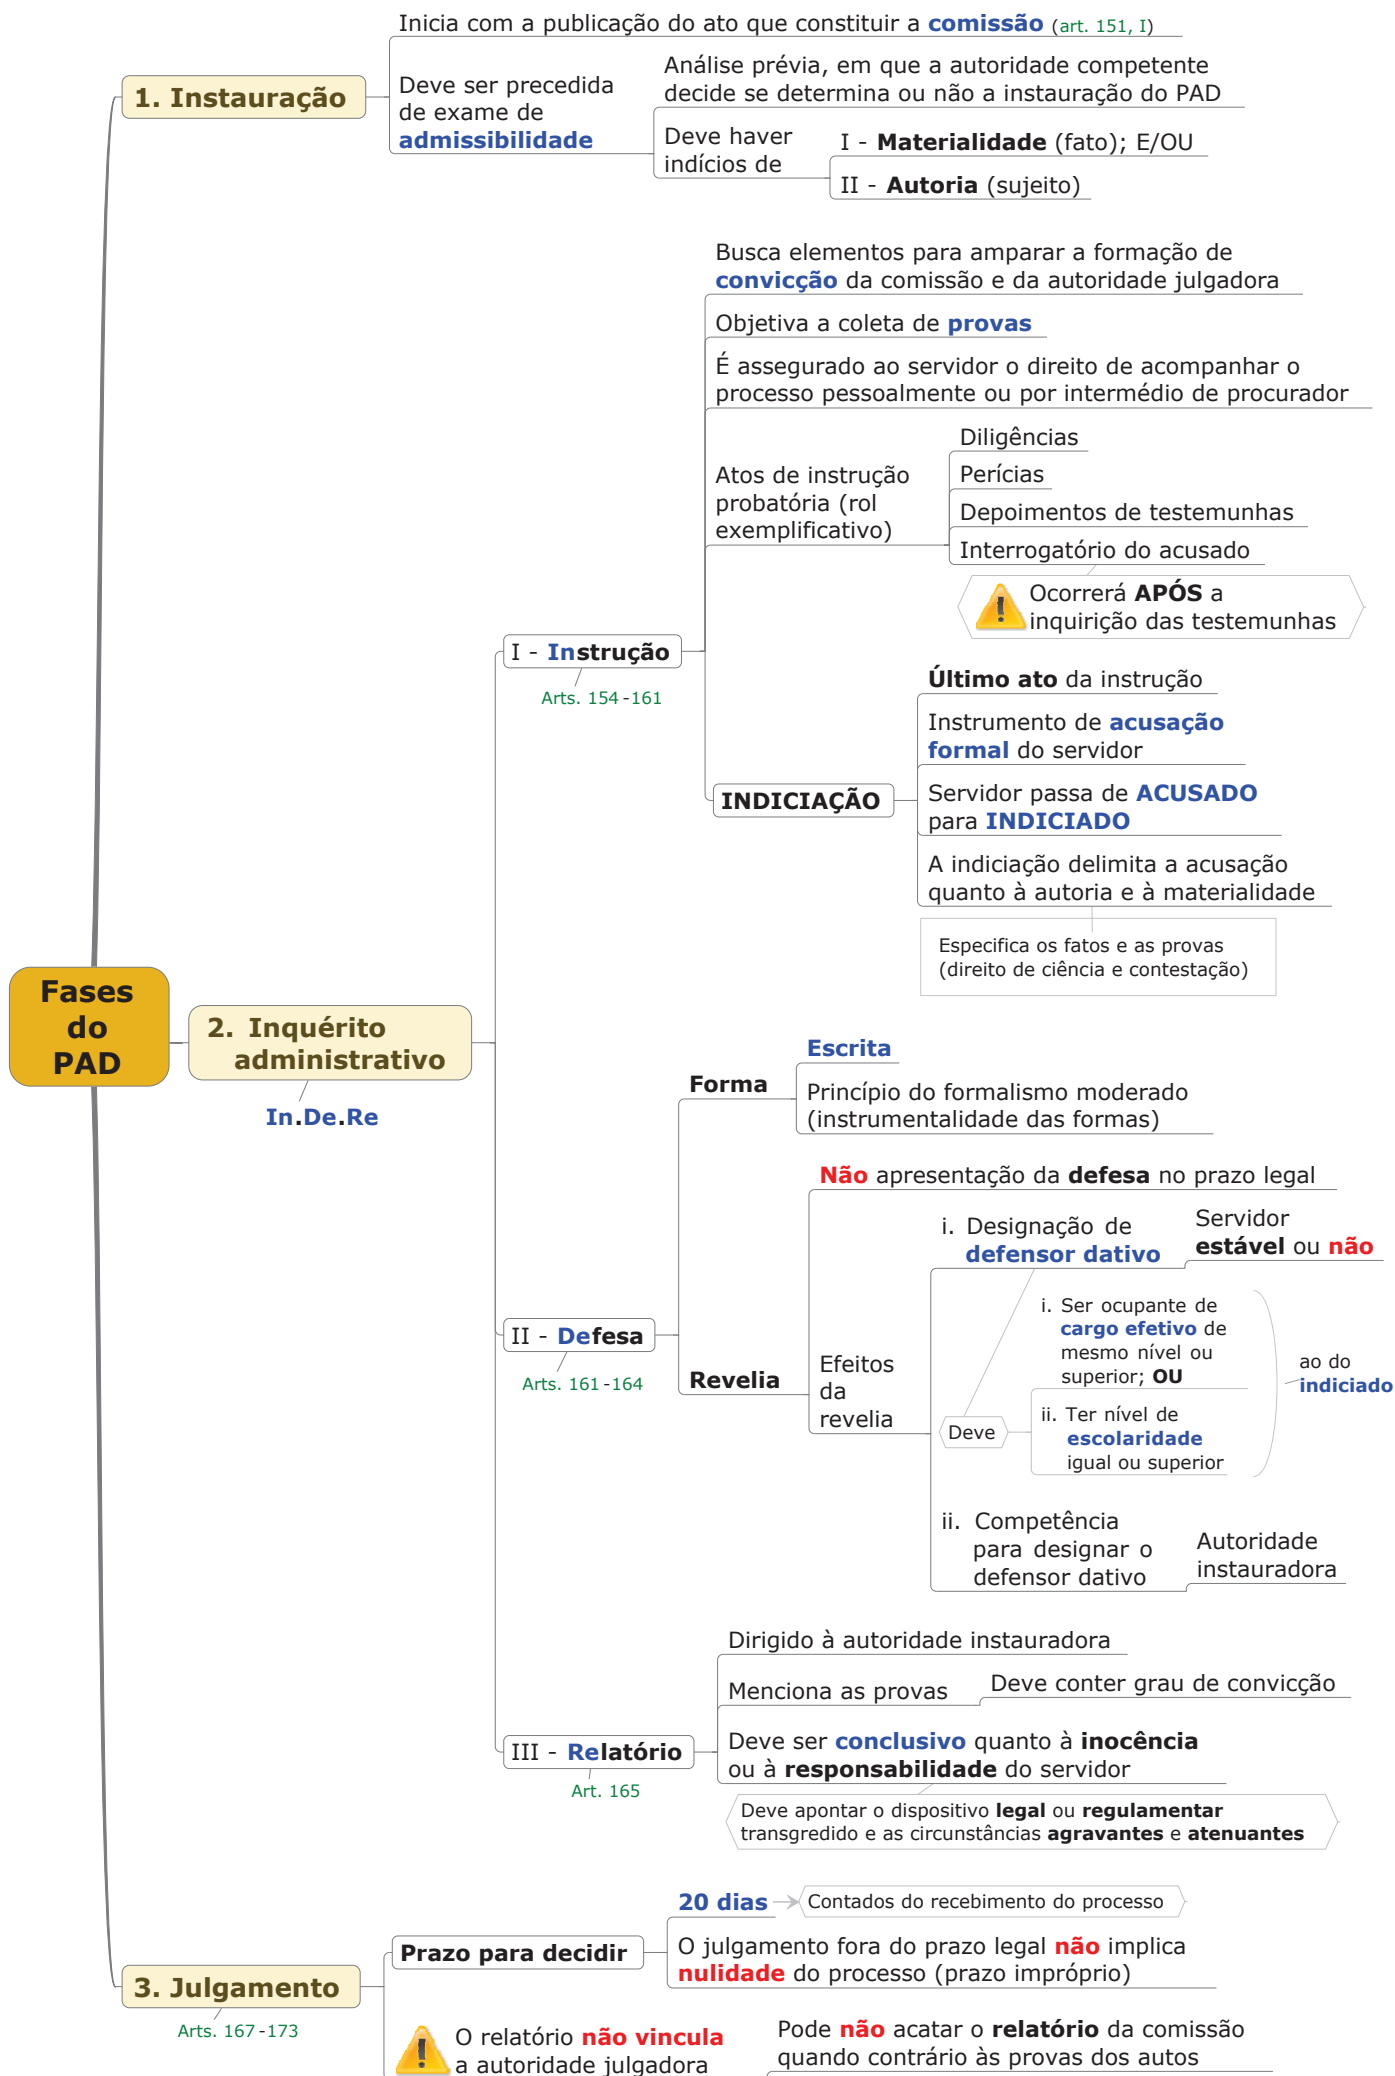 Inicia com a publicação do ato que constituir a comissão (art. 151, I)
1. Instauração
Deve ser precedida
de exame de
admissibilidade
Análise prévia, em que a autoridade competente
decide se determina ou não a instauração do PAD
Deve haver
indícios de
I - Materialidade (fato); E/OU
II - Autoria (sujeito)
Fases
do
PAD
2. Inquérito
administrativo
In.De.Re
I - Instrução
Arts. 154-161
Busca elementos para amparar a formação de
convicção da comissão e da autoridade julgadora
Objetiva a coleta de provas
É assegurado ao servidor o direito de acompanhar o
processo pessoalmente ou por intermédio de procurador
Atos de instrução
probatória (rol
exemplificativo)
Diligências
Perícias
Depoimentos de testemunhas
Interrogatório do acusado
Ocorrerá APÓS a
inquirição das testemunhas
INDICIAÇÃO
Último ato da instrução
Instrumento de acusação
formal do servidor
Servidor passa de ACUSADO
para INDICIADO
A indiciação delimita a acusação
quanto à autoria e à materialidade
Especifica os fatos e as provas
(direito de ciência e contestação)
II - Defesa
Arts. 161-164
Forma
Escrita
Princípio do formalismo moderado
(instrumentalidade das formas)
Revelia
Não apresentação da defesa no prazo legal
Efeitos
da
revelia
i. Designação de
defensor dativo
Servidor
estável ou não
Deve
i. Ser ocupante de
cargo efetivo de
mesmo nível ou
superior; OU
ii. Ter nível de
escolaridade
igual ou superior
ao do
indiciado
ii. Competência
para designar o
defensor dativo
Autoridade
instauradora
III - Relatório
Art. 165
Dirigido à autoridade instauradora
Menciona as provas
Deve conter grau de convicção
Deve ser conclusivo quanto à inocência
ou à responsabilidade do servidor
Deve apontar o dispositivo legal ou regulamentar
transgredido e as circunstâncias agravantes e atenuantes
3. Julgamento
Arts. 167-173
Prazo para decidir
20 dias
Contados do recebimento do processo
O julgamento fora do prazo legal não implica
nulidade do processo (prazo impróprio)
O relatório não vincula
a autoridade julgadora
Pode não acatar o relatório da comissão
quando contrário às provas dos autos